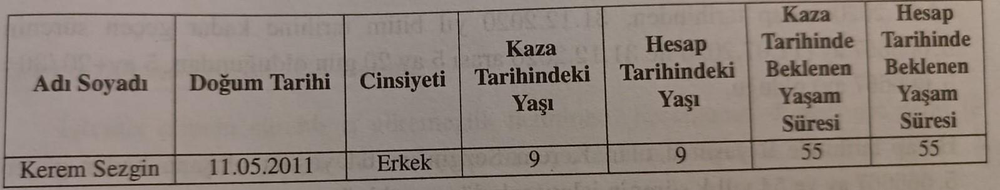 Adı Soyadı
Doğum Tarihi
Cinsiyeti
Kaza
Tarihindeki
Yaşı
Hesap
Tarihindeki
Yaşı
Kaza
Tarihinde
Beklenen
Yaşam
Süresi
Hesap
Tarihinde
Beklenen
Yaşam
Süresi
Kerem Sezgin
11.05.2011
Erkek
9
9
55
55